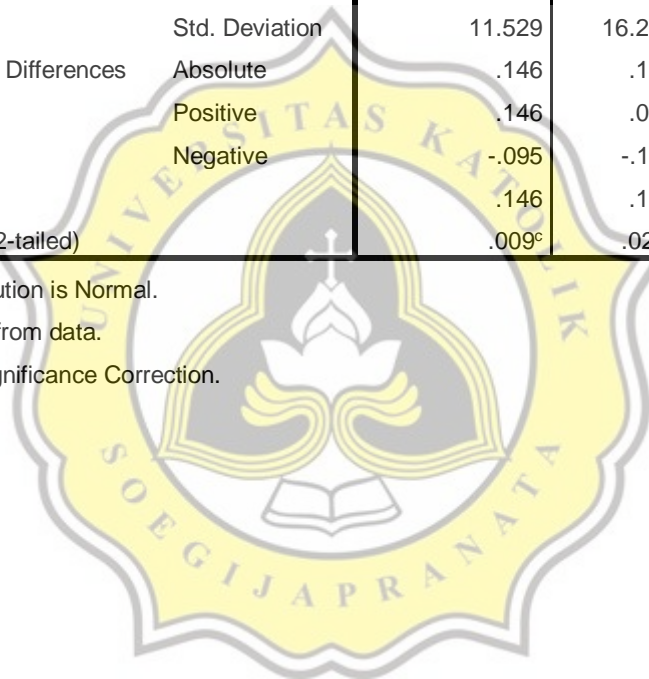 Std. Deviation 11.529 16.2
Differences Absolute .146 .1
Positive .146 .0
Negative -.095 -.1
.146 .1
2-tailed) .009ᶜ .02
ution is Normal.
from data.
gnificance Correction.
UNIVERSITAS KATOLIK
SOEGIJAPRANATA